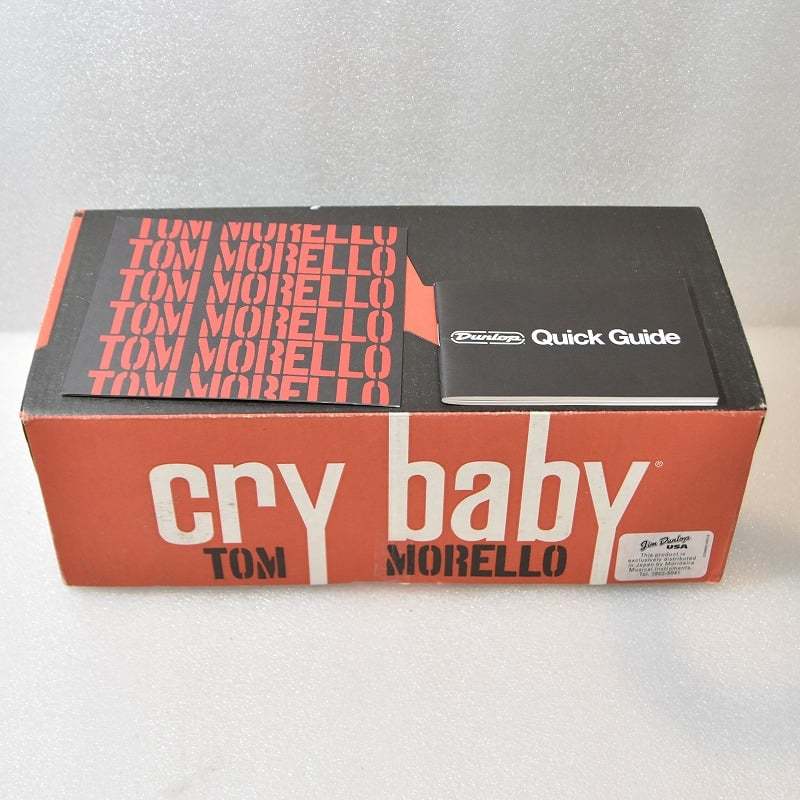 TOM MORELLO
TOM MORELLO
TOM MORELLO
TOM MORELLO
TOM MORELLO
TOM MORELLO
Dunlop Quick Guide
cry baby®
TOM MORELLO
Jim Dunlop
USA
This product is
exclusively distributed
in Japan by Moridaira
Musical Instruments.